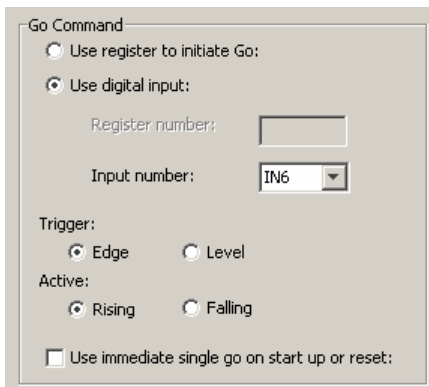 Go Command
Use register to initiate Go:
Use digital input:
Register number:
Input number: IN6
Trigger:
Edge Level
Active:
Rising Falling
Use immediate single go on start up or reset: